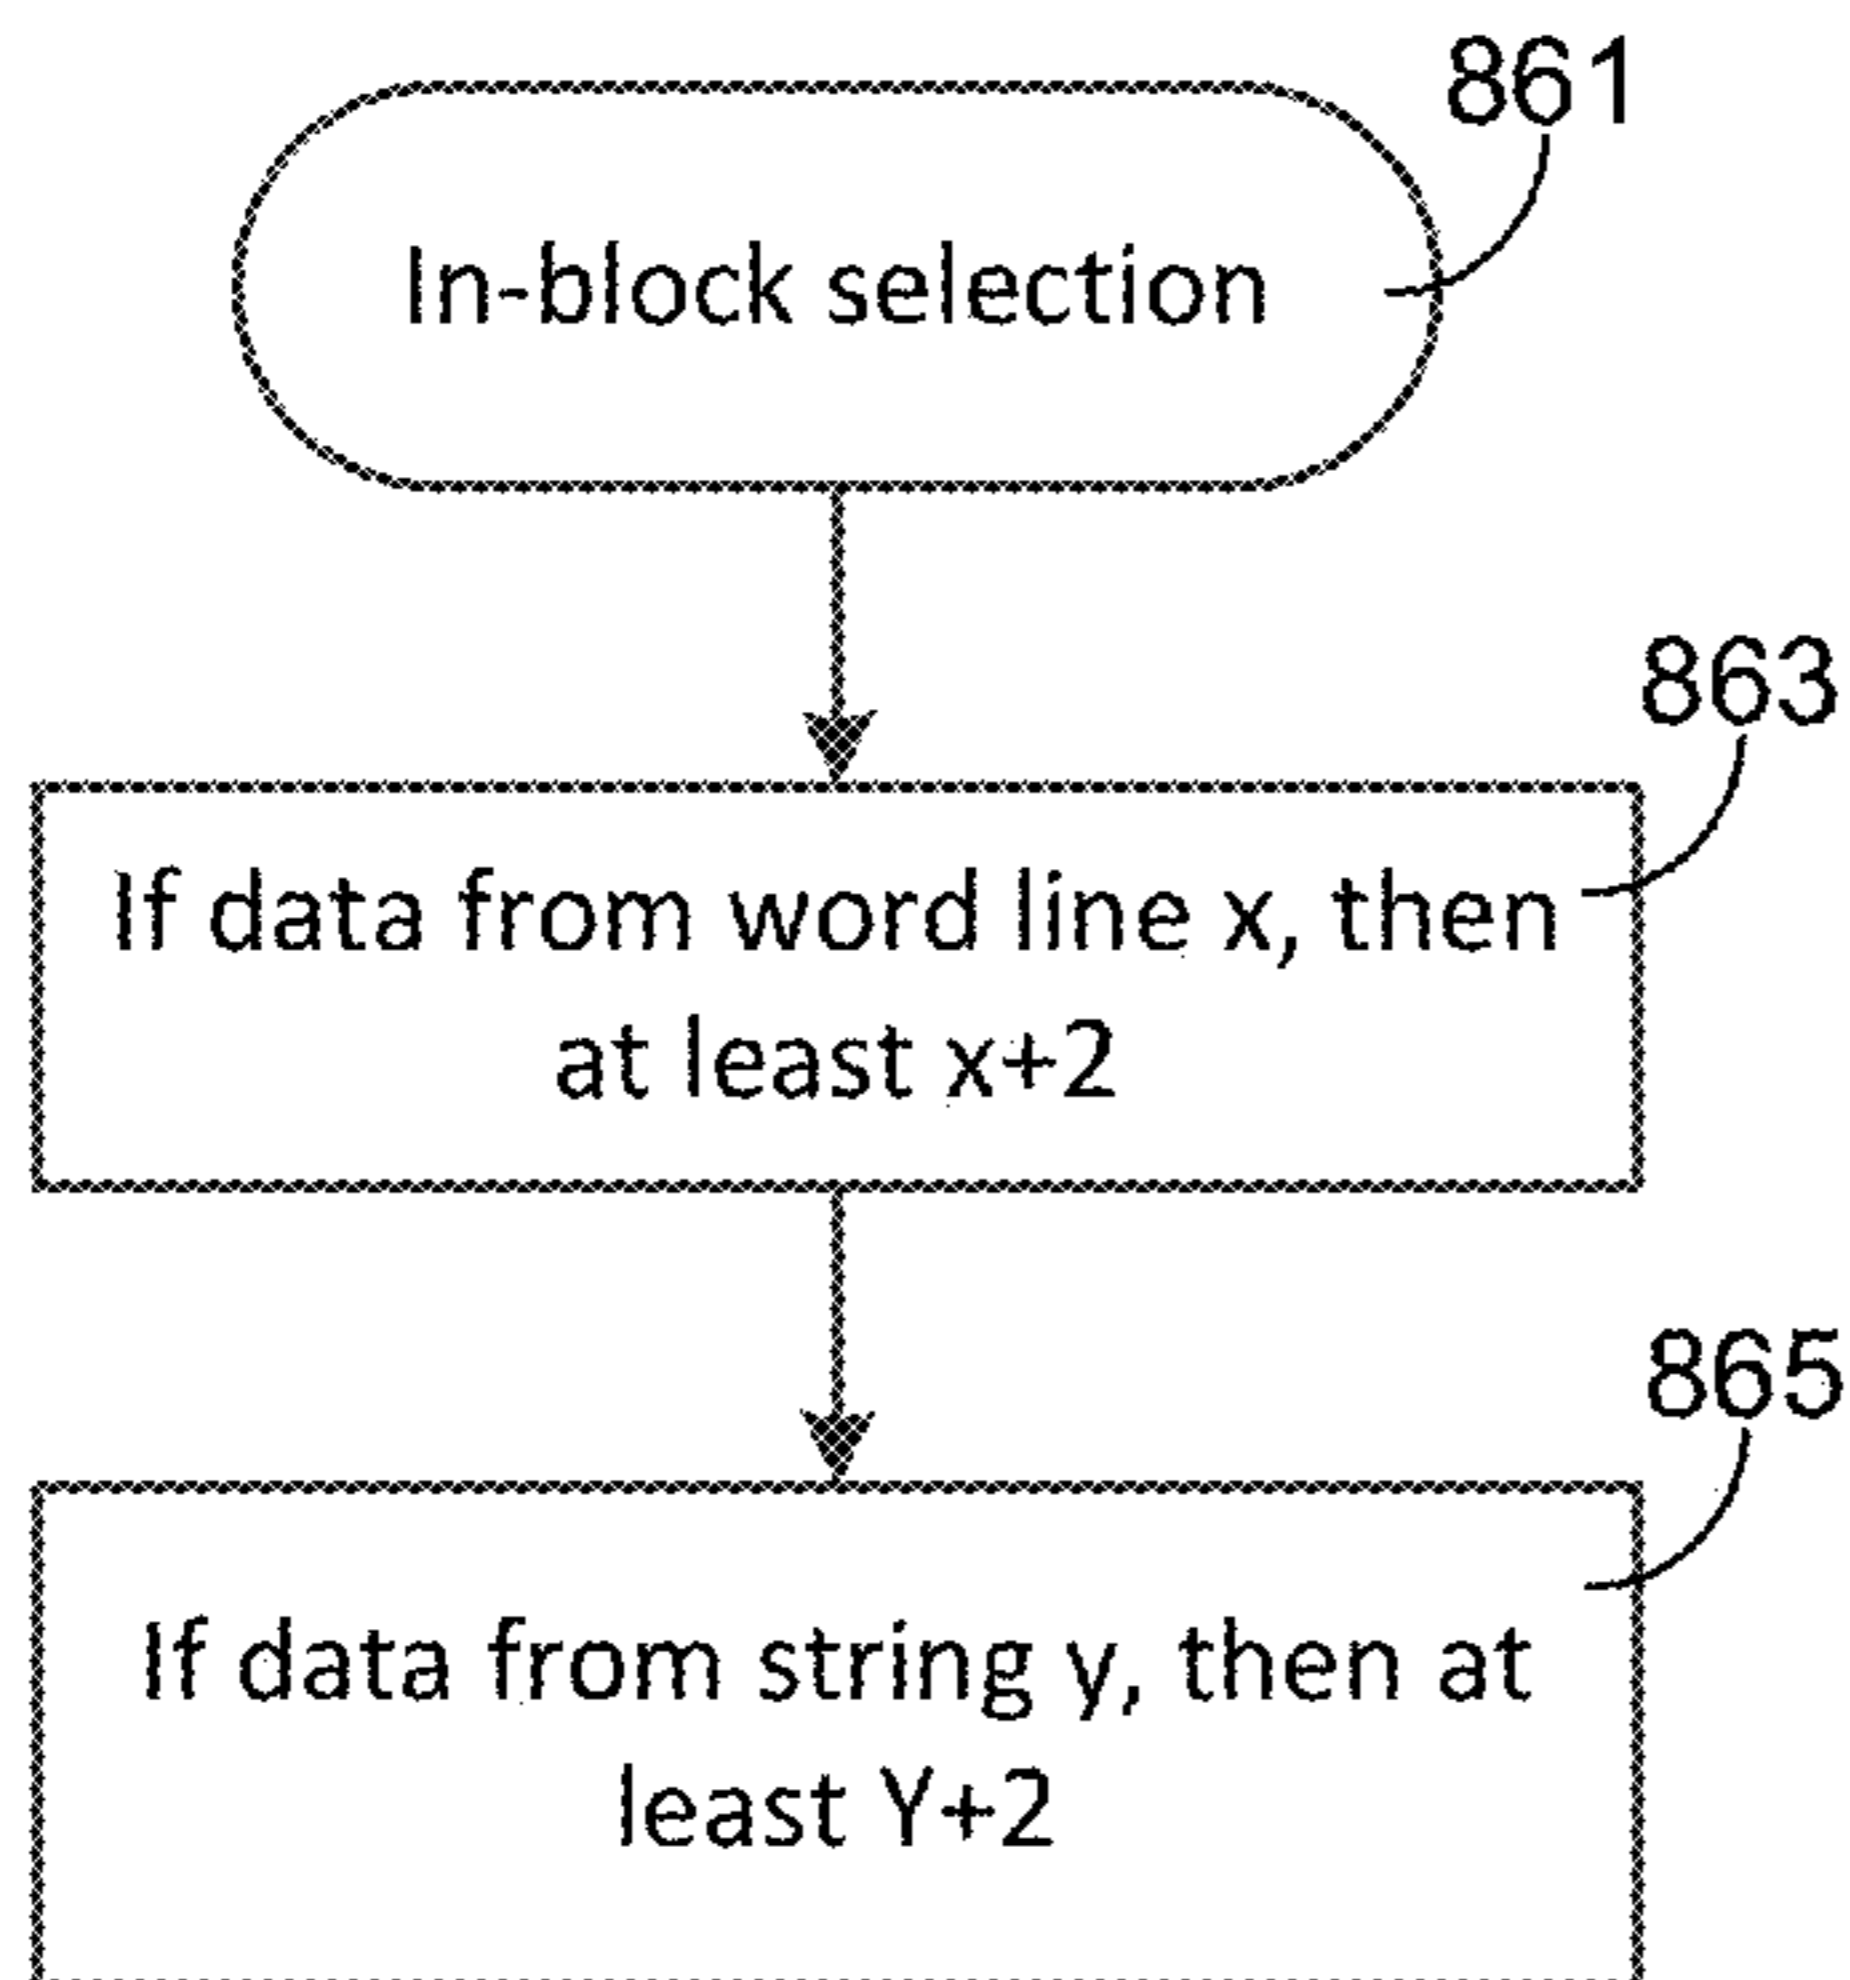 861
In-block selection
863
If data from word line x, then
at least x+2
865
If data from string y, then at
least Y+2